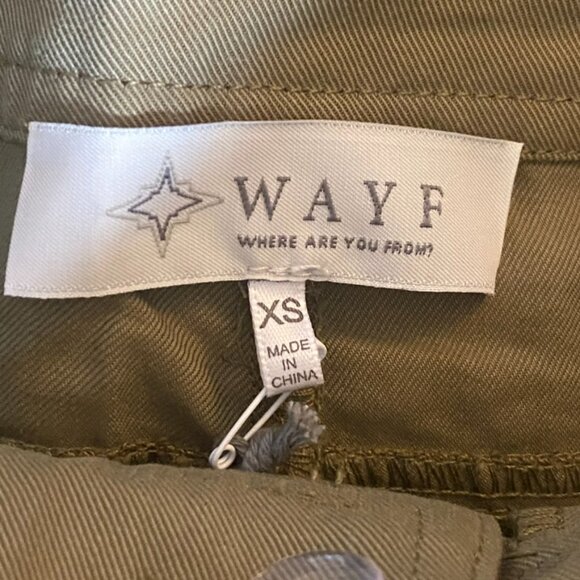 WAYF
WHERE ARE YOU FROM?
XS
MADE
IN
CHINA